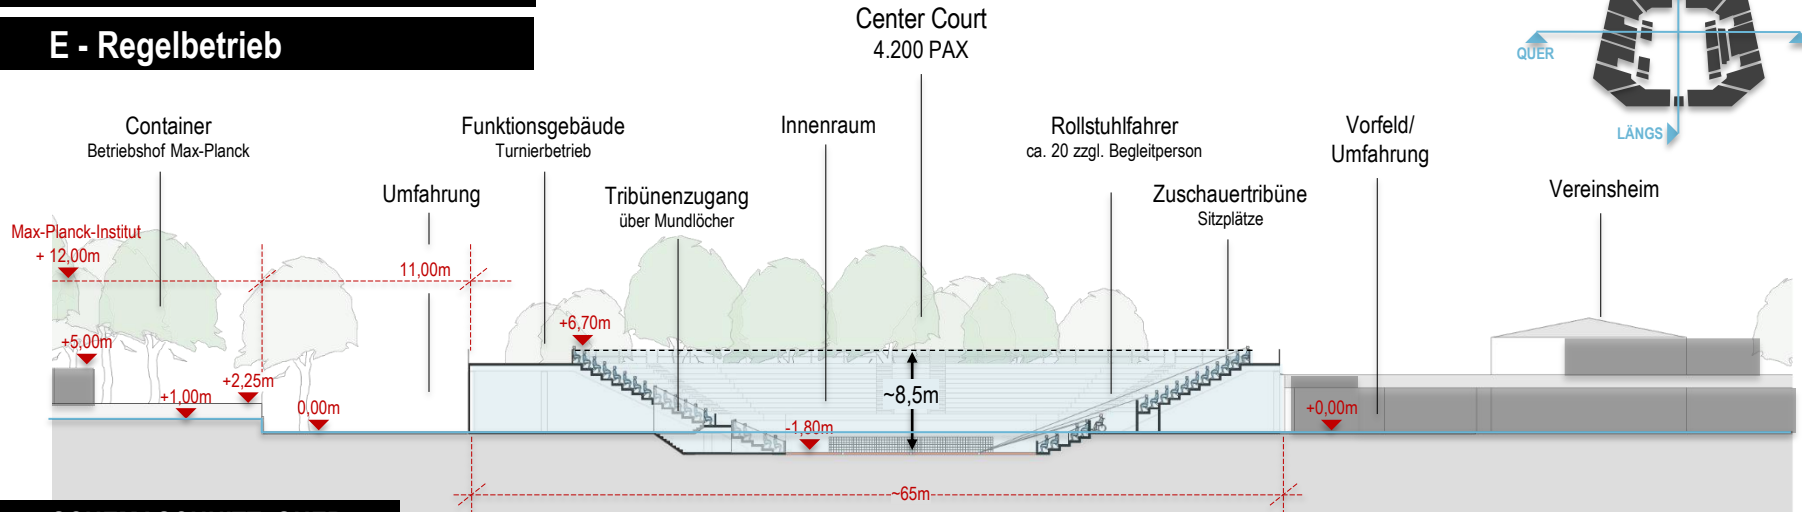 E - Regelbetrieb
Center Court
4.200 PAX
QUER
LÄNGS
Container
Betriebshof Max-Planck
Funktionsgebäude
Turnierbetrieb
Innenraum
Rollstuhlfahrer
ca. 20 zzgl. Begleitperson
Vorfeld/
Umfahrung
Umfahrung
Tribünenzugang
über Mundlöcher
Zuschauertribüne
Sitzplätze
Vereinsheim
Max-Planck-Institut
+ 12,00m
11,00m
+6,70m
+5,00m
+2,25m
+1,00m
0,00m
~8,5m
-1,80m
+0,00m
~65m